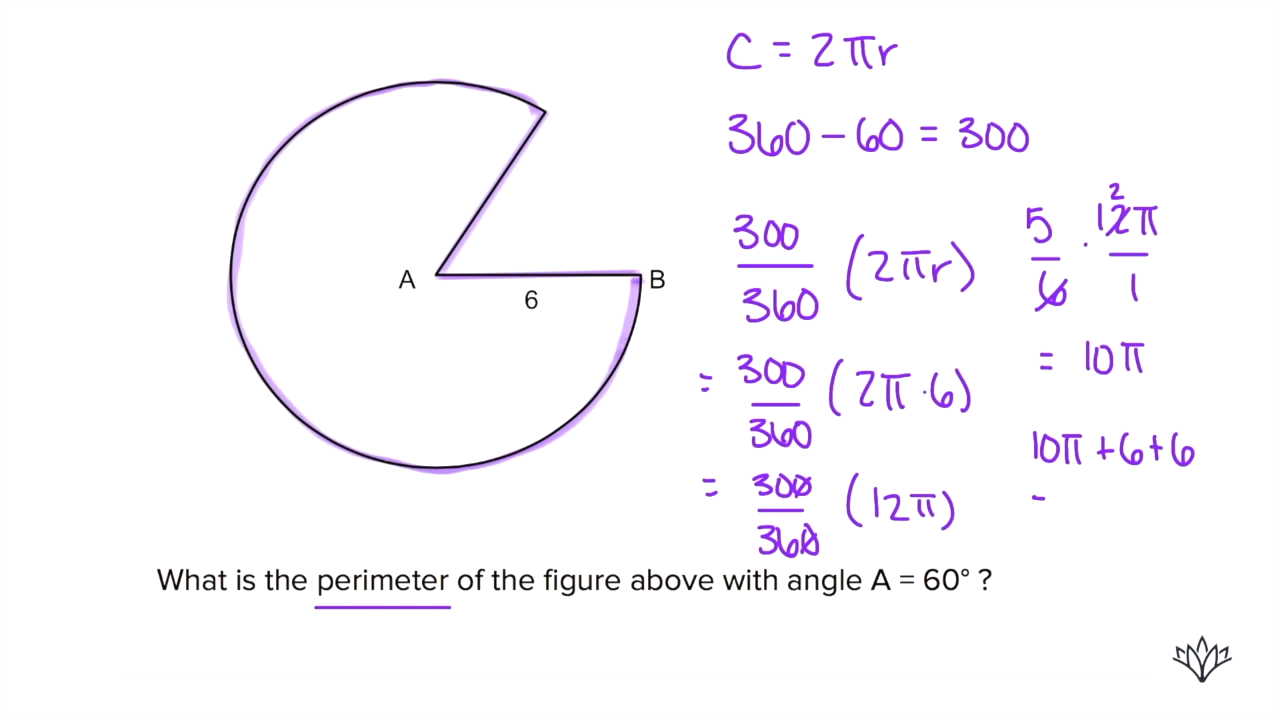 C = 2πr
360 - 60 = 300
300/360 (2πr)
= 300/360 (2π·6)
= 300/360 (12π)
5/6 · 12π/1
2
= 10π
10π + 6 + 6
=
A
B
6
What is the perimeter of the figure above with angle A = 60° ?